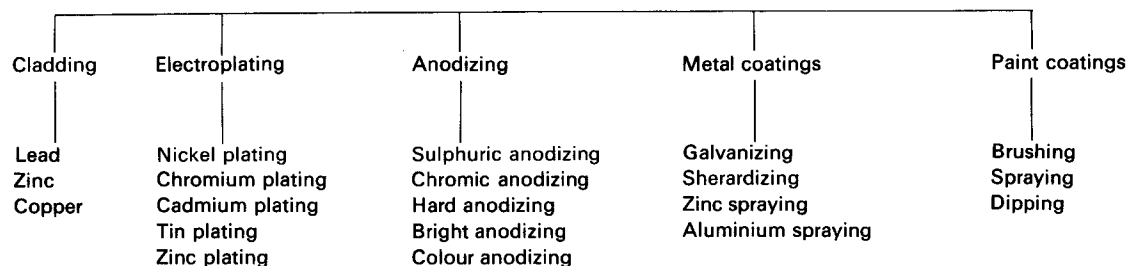 Cladding Electroplating Anodizing Metal coatings Paint coatings
Lead Nickel plating Sulphuric anodizing Galvanizing Brushing
Zinc Chromium plating Chromic anodizing Sherardizing Spraying
Copper Cadmium plating Hard anodizing Zinc spraying Dipping
Tin plating Bright anodizing Aluminium spraying
Zinc plating Colour anodizing